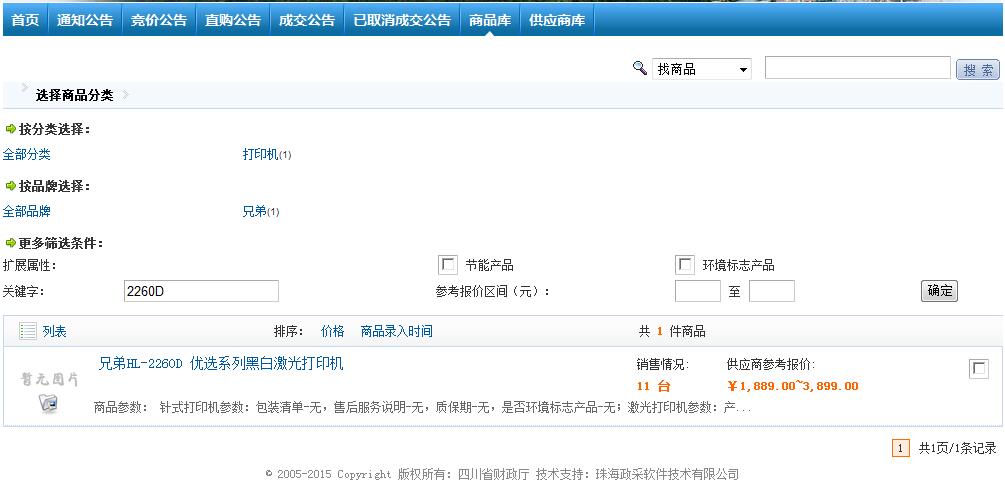 首页 通知公告 竞价公告 直购公告 成交公告 已取消成交公告 商品库 供应商库
找商品 搜 索
选择商品分类
按分类选择：
全部分类 打印机(1)
按品牌选择：
全部品牌 兄弟(1)
更多筛选条件：
扩展属性： 节能产品 环境标志产品
关键字： 2260D 参考报价区间（元）： 至 确定
列表 排序： 价格 商品录入时间 共 1 件商品
兄弟HL-2260D 优选系列黑白激光打印机 销售情况： 供应商参考报价：
暂无图片 11 台 ￥1,889.00~3,899.00
商品参数： 针式打印机参数：包装清单-无，售后服务说明-无，质保期-无，是否环境标志产品-无；激光打印机参数：产...
1 共1页/1条记录
© 2005-2015 Copyright 版权所有：四川省财政厅 技术支持：珠海政采软件技术有限公司